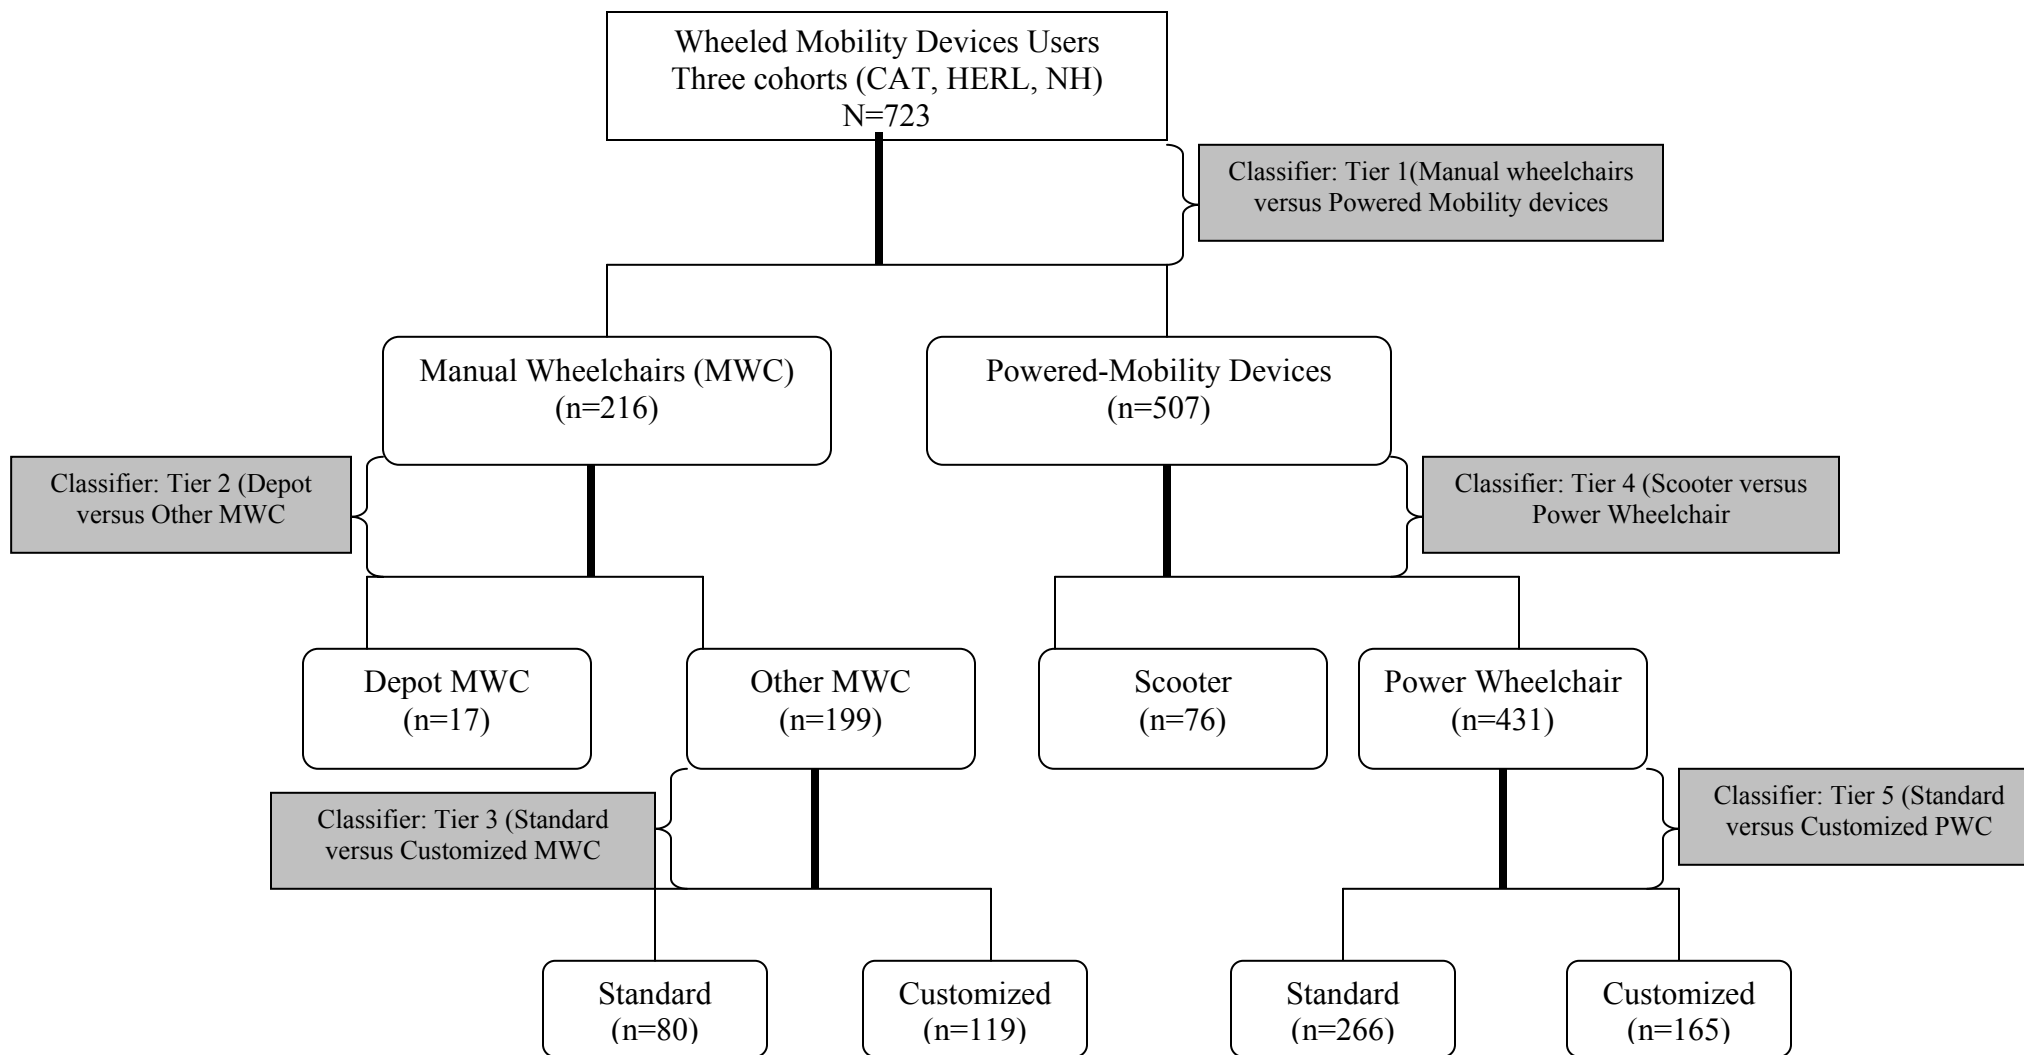 Wheeled Mobility Devices Users
Three cohorts (CAT, HERL, NH)
N=723
Classifier: Tier 1(Manual wheelchairs
versus Powered Mobility devices
Manual Wheelchairs (MWC)
(n=216)
Powered-Mobility Devices
(n=507)
Classifier: Tier 2 (Depot
versus Other MWC
Classifier: Tier 4 (Scooter versus
Power Wheelchair
Depot MWC
(n=17)
Other MWC
(n=199)
Scooter
(n=76)
Power Wheelchair
(n=431)
Classifier: Tier 3 (Standard
versus Customized MWC
Classifier: Tier 5 (Standard
versus Customized PWC
Standard
(n=80)
Customized
(n=119)
Standard
(n=266)
Customized
(n=165)